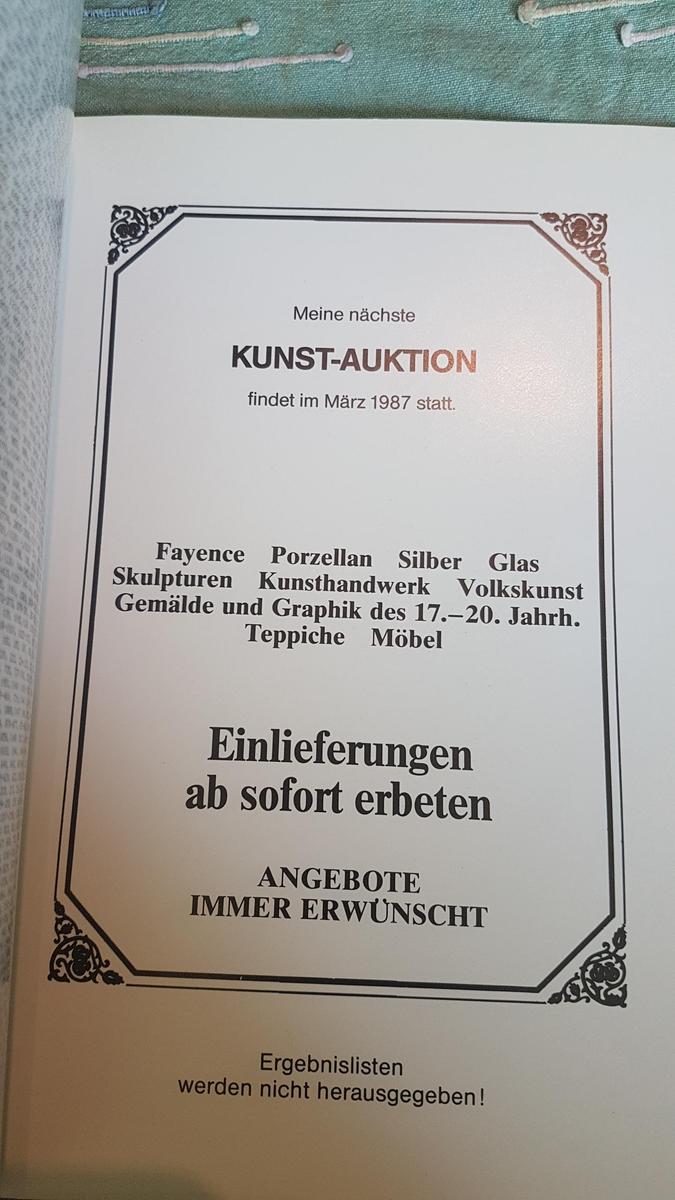 Meine nächste
KUNST-AUKTION
findet im März 1987 statt.
Fayence Porzellan Silber Glas
Skulpturen Kunsthandwerk Volkskunst
Gemälde und Graphik des 17.–20. Jahrh.
Teppiche Möbel
Einlieferungen
ab sofort erbeten
ANGEBOTE
IMMER ERWÜNSCHT
Ergebnislisten
werden nicht herausgegeben!